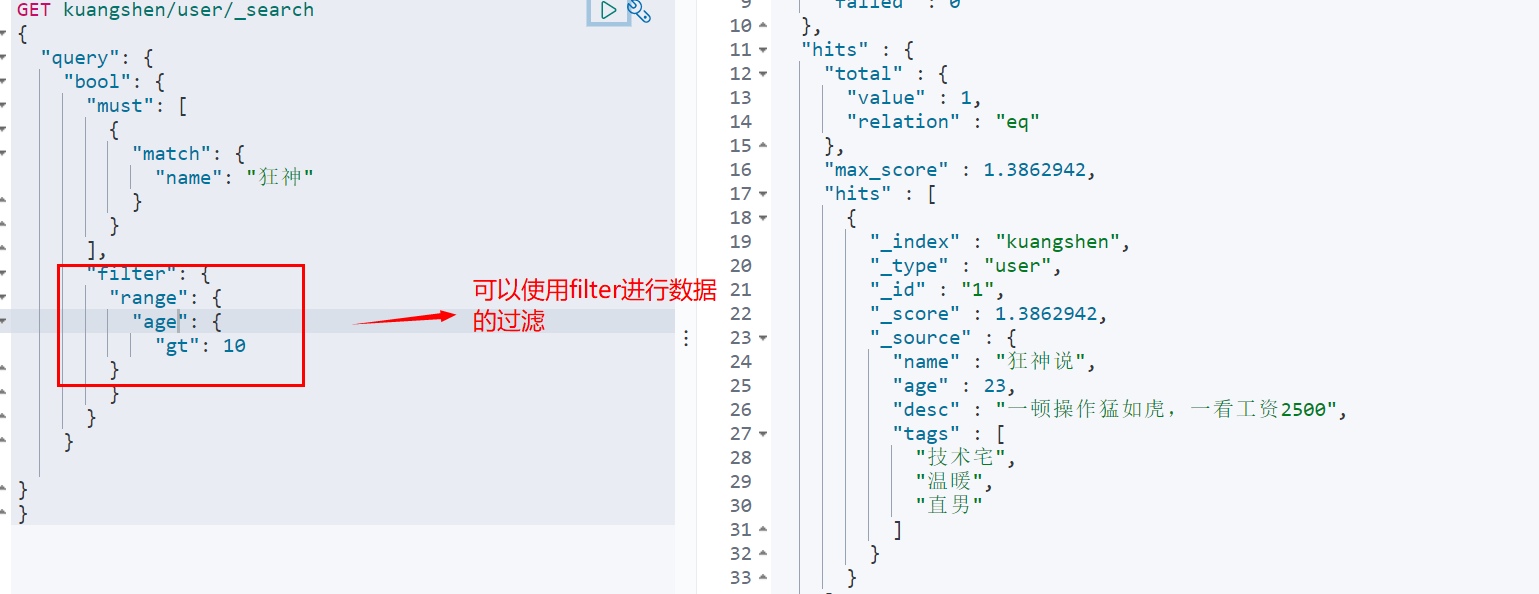 GET kuangshen/user/_search
{
"query": {
"bool": {
"must": [
{
"match": {
"name": "狂神"
}
}
],
"filter": {
"range": {
"age": {
"gt": 10
}
}
}
}
}
}
可以使用filter进行数据
的过滤
9 "failed" : 0
10 },
11 "hits" : {
12 "total" : {
13 "value" : 1,
14 "relation" : "eq"
15 },
16 "max_score" : 1.3862942,
17 "hits" : [
18 {
19 "_index" : "kuangshen",
20 "_type" : "user",
21 "_id" : "1",
22 "_score" : 1.3862942,
23 "_source" : {
24 "name" : "狂神说",
25 "age" : 23,
26 "desc" : "一顿操作猛如虎，一看工资2500",
27 "tags" : [
28 "技术宅",
29 "温暖",
30 "直男"
31 ]
32 }
33 }